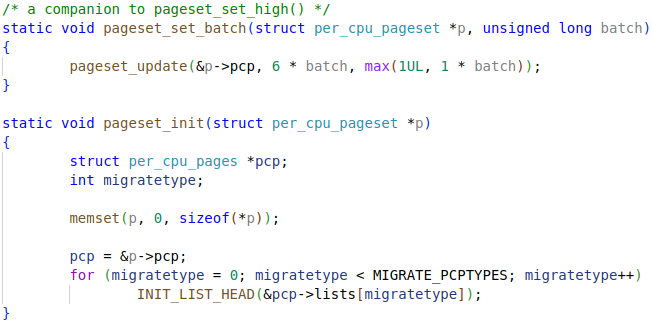 /* a companion to pageset_set_high() */
static void pageset_set_batch(struct per_cpu_pageset *p, unsigned long batch)
{
        pageset_update(&p->pcp, 6 * batch, max(1UL, 1 * batch));
}

static void pageset_init(struct per_cpu_pageset *p)
{
        struct per_cpu_pages *pcp;
        int migratetype;

        memset(p, 0, sizeof(*p));

        pcp = &p->pcp;
        for (migratetype = 0; migratetype < MIGRATE_PCPTYPES; migratetype++)
                INIT_LIST_HEAD(&pcp->lists[migratetype]);
}